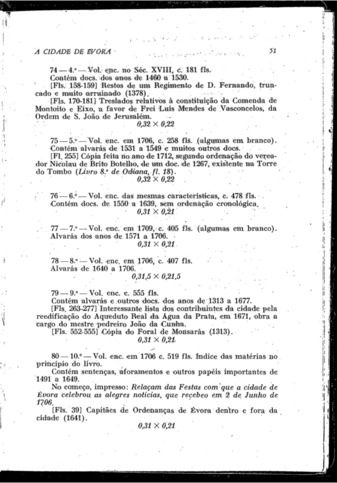 A CIDADE DE EVORA 51
74 — 4.º — Vol. enc. no Séc. XVIII, c. 181 fls.
Contém docs. dos anos de 1460 a 1530.
[Fls. 158-159] Restos de um Regimento de D. Fernando, trun-
cado e muito arruinado (1378).
[Fls. 170-181] Treslados relativos à constituição da Comenda de
Montoito e Eixo, a favor de Frei Luís Mendes de Vasconcelos, da
Ordem de S. João de Jerusalém.
0,32 × 0,22
75 — 5.º — Vol. enc. em 1706, c. 258 fls. (algumas em branco).
Contém alvarás de 1531 a 1549 e muitos outros docs.
[Fl. 255] Cópia feita no ano de 1712, segundo ordenação do verea-
dor Nicolau de Brito Botelho, de um doc. de 1267, existente na Torre
do Tombo (Livro 8.º de Odiana, fl. 18).
0,32 × 0,22
76 — 6.º — Vol. enc. das mesmas características, c. 478 fls.
Contém docs. de 1550 a 1639, sem ordenação cronológica.
0,31 × 0,21
77 — 7.º — Vol. enc. em 1709, c. 405 fls. (algumas em branco).
Alvarás dos anos de 1571 a 1706.
0,31 × 0,21
78 — 8.º — Vol. enc. em 1706, c. 407 fls.
Alvarás de 1640 a 1706.
0,31,5 × 0,21,5
79 — 9.º — Vol. enc. c. 555 fls.
Contém alvarás e outros docs. dos anos de 1313 a 1677.
[Fls. 263-277] Interessante lista dos contribuintes da cidade pela
reedificação do Aqueduto Real da Água da Prata, em 1671, obra a
cargo do mestre pedreiro João da Cunha.
[Fls. 552-555] Cópia do Foral de Monsarás (1313).
0,31 × 0,21
80 — 10.º — Vol. enc. em 1706 c. 519 fls. Índice das matérias no
princípio do livro.
Contém sentenças, aforamentos e outros papéis importantes de
1491 a 1649.
No começo, impresso: Relaçam das Festas com que a cidade de
Évora celebrou as alegres noticias, que reçebeo em 2 de Junho de
1706.
[Fls. 39] Capitães de Ordenanças de Évora dentro e fora da
cidade (1641).
0,31 × 0,21